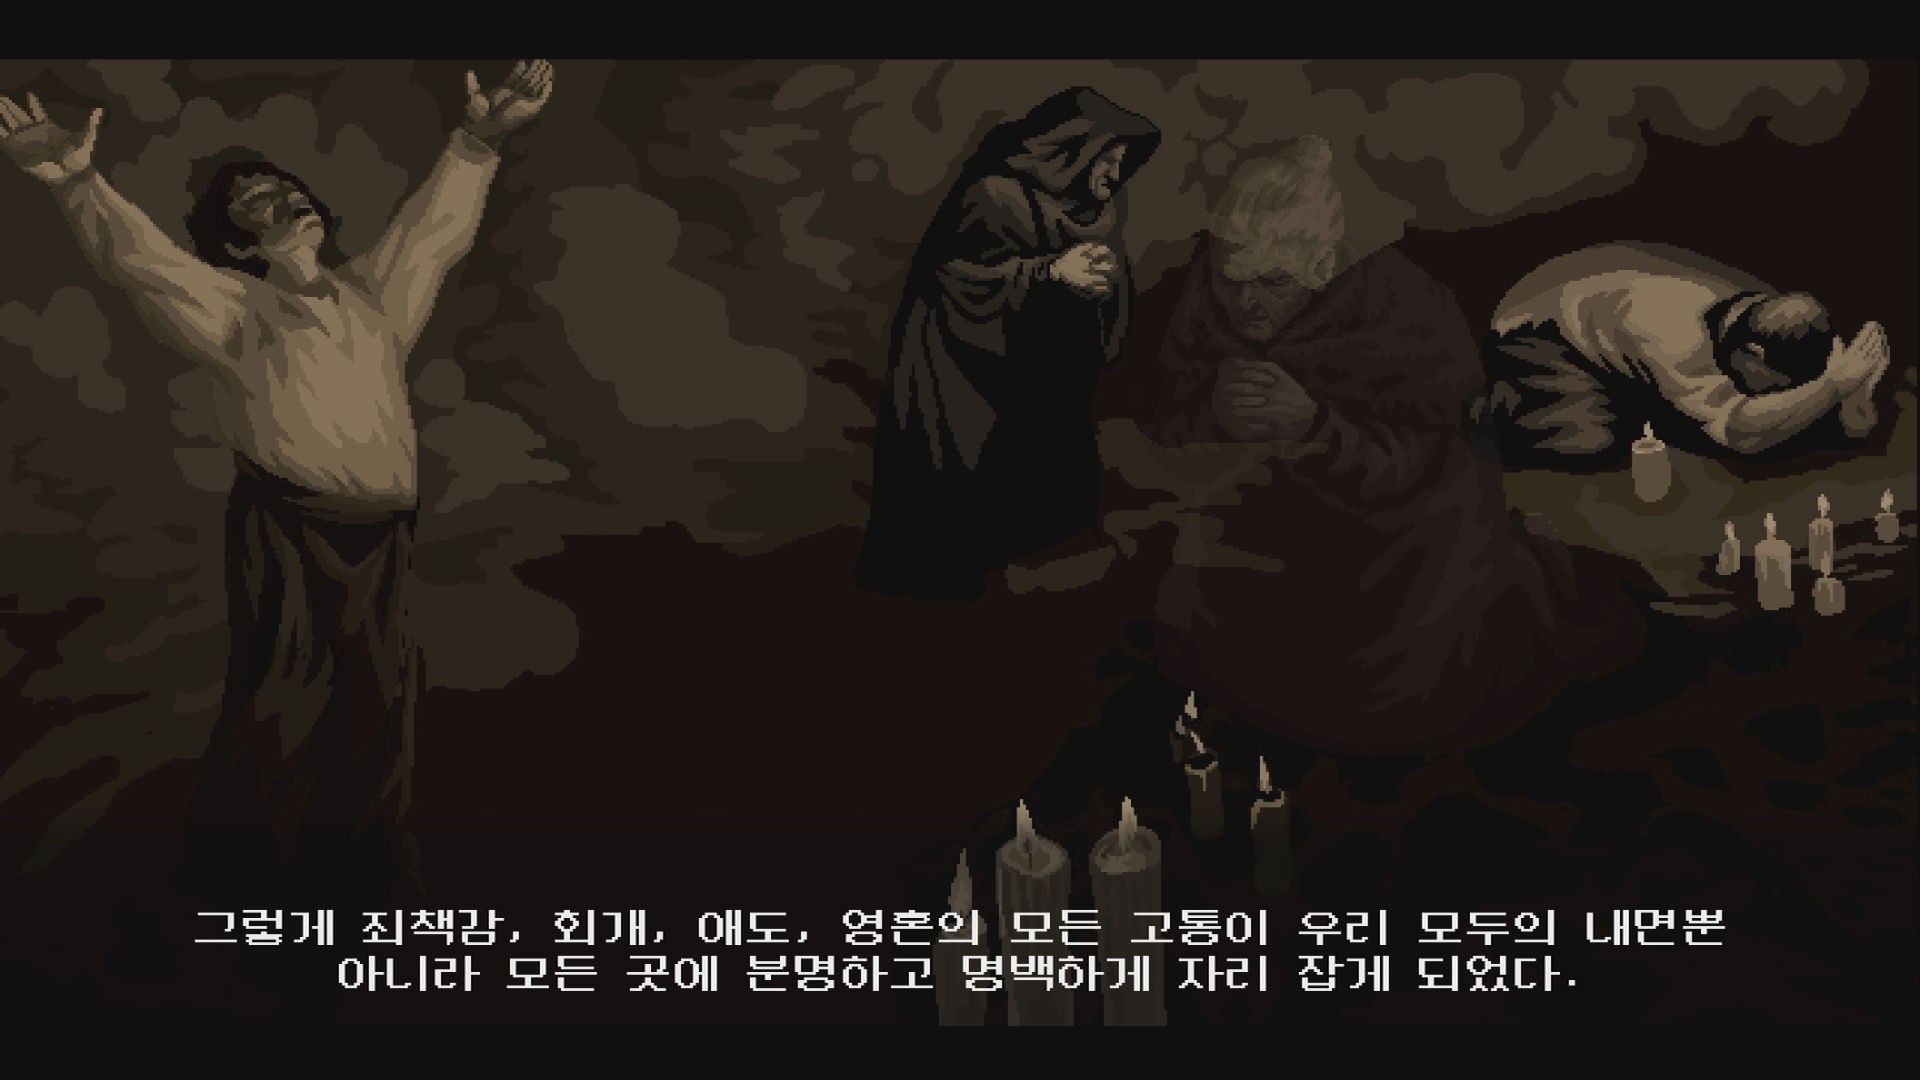 그렇게 죄책감, 회개, 애도, 영혼의 모든 고통이 우리 모두의 내면뿐
아니라 모든 곳에 분명하고 명백하게 자리 잡게 되었다.